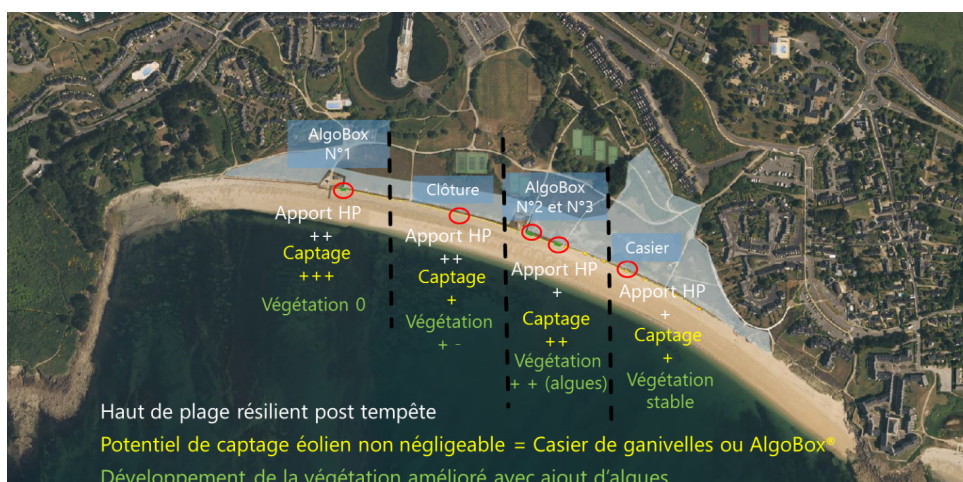 AlgoBox
N°1
Apport HP
++
Captage
+++
Végétation 0
Clôture
Apport HP
++
Captage
+
Végétation
+ -
AlgoBox
N°2 et N°3
Apport HP
+
Captage
++
Végétation
+ + (algues)
Casier
Apport HP
+
Captage
+
Végétation
stable
Haut de plage résilient post tempête
Potentiel de captage éolien non négligeable = Casier de ganivelles ou AlgoBox®
Développement de la végétation amélioré avec ajout d'algues